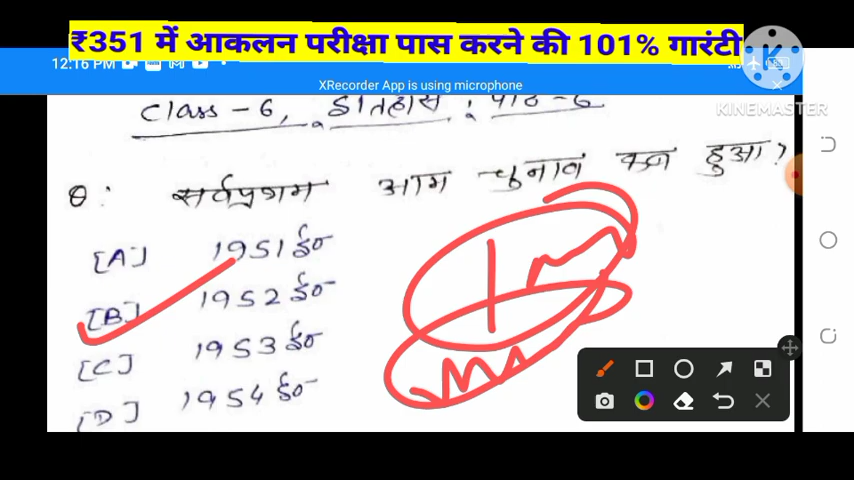 ₹351 में आकलन परीक्षा पास करने की 101% गारंटी
12:16 PM
XRecorder App is using microphone
KINEMASTER
Class - 6, इतिहास : पाठ - 6
Q: सर्वप्रथम आम चुनाव कब हुआ?
[A] 1951 ई०
[B] 1952 ई०
[C] 1953 ई०
[D] 1954 ई०